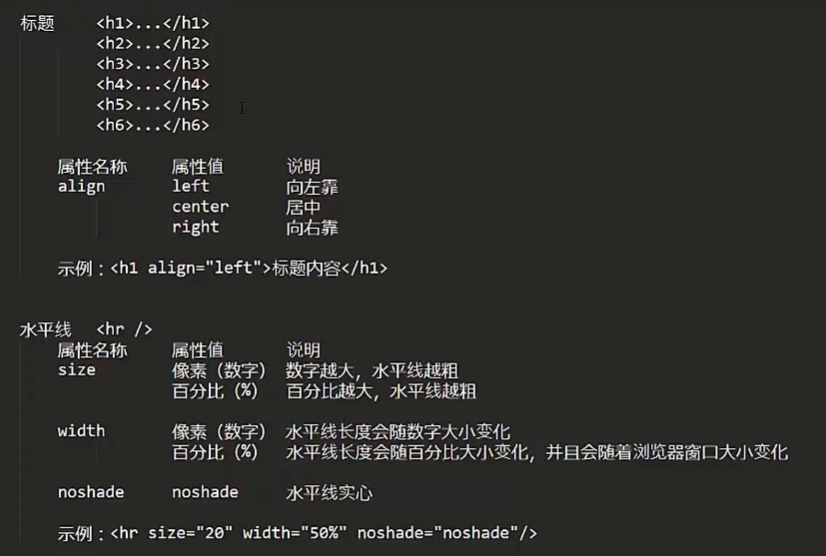 标题 <h1>...</h1>
<h2>...</h2>
<h3>...</h3>
<h4>...</h4>
<h5>...</h5>
<h6>...</h6>
属性名称 属性值 说明
align left 向左靠
center 居中
right 向右靠
示例：<h1 align="left">标题内容</h1>
水平线 <hr />
属性名称 属性值 说明
size 像素（数字） 数字越大，水平线越粗
百分比（%） 百分比越大，水平线越粗
width 像素（数字） 水平线长度会随数字大小变化
百分比（%） 水平线长度会随百分比大小变化，并且会随着浏览器窗口大小变化
noshade noshade 水平线实心
示例：<hr size="20" width="50%" noshade="noshade"/>